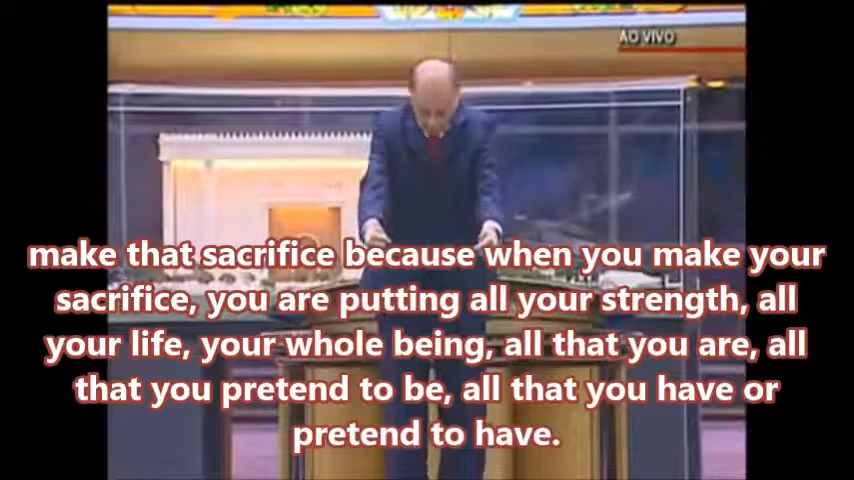 AO VIVO
make that sacrifice because when you make your
sacrifice, you are putting all your strength, all
your life, your whole being, all that you are, all
that you pretend to be, all that you have or
pretend to have.